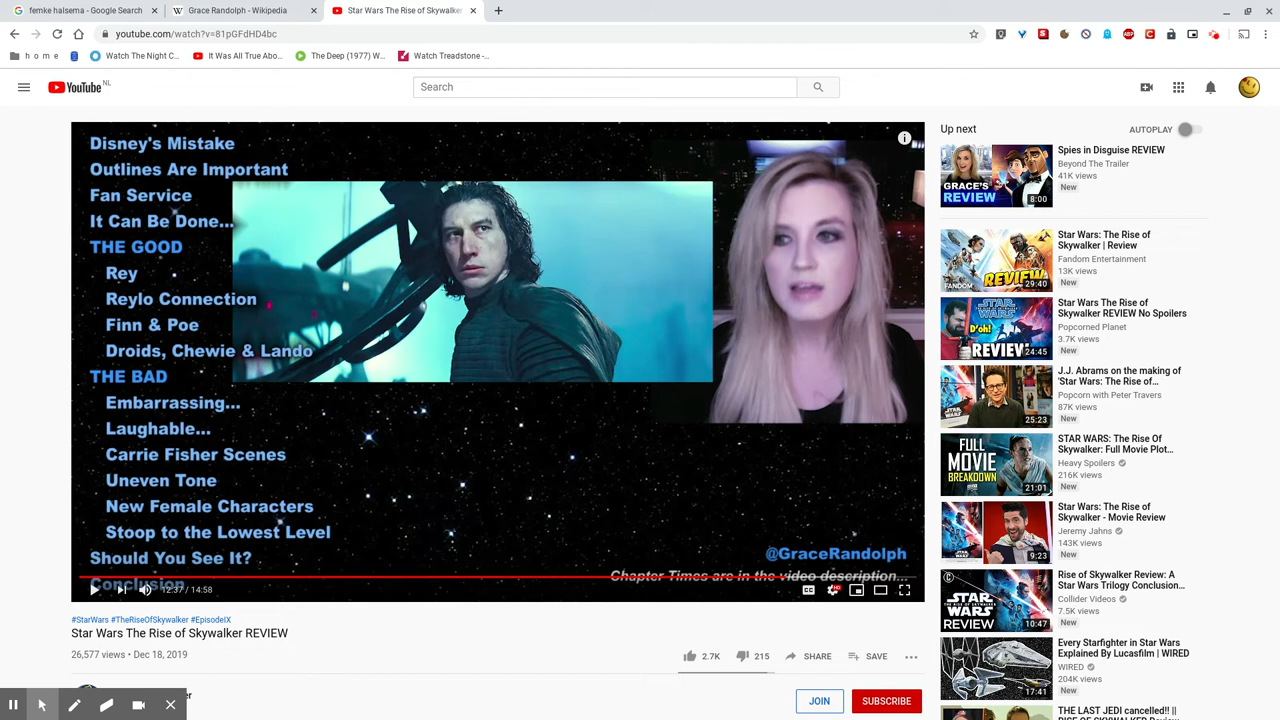 femke halsema - Google Search
Grace Randolph - Wikipedia
Star Wars The Rise of Skywalker
youtube.com/watch?v=81pGFdHD4bc
h o m e
Watch The Night C...
It Was All True Abo...
The Deep (1977) W...
Watch Treadstone -...
YouTube NL
Search
Disney's Mistake
Outlines Are Important
Fan Service
It Can Be Done...
THE GOOD
Rey
Reylo Connection
Finn & Poe
Droids, Chewie & Lando
THE BAD
Embarrassing...
Laughable...
Carrie Fisher Scenes
Uneven Tone
New Female Characters
Stoop to the Lowest Level
Should You See It?
Conclusion
@GraceRandolph
Chapter Times are in the video description...
12:37 / 14:58
#StarWars #TheRiseOfSkywalker #EpisodeIX
Star Wars The Rise of Skywalker REVIEW
26,577 views • Dec 18, 2019
2.7K
215
SHARE
SAVE
JOIN
SUBSCRIBE
Up next
AUTOPLAY
GRACE'S
REVIEW
8:00
Spies in Disguise REVIEW
Beyond The Trailer
41K views
New
FANDOM
REVIEW
29:40
Star Wars: The Rise of
Skywalker | Review
Fandom Entertainment
13K views
New
D'oh!
REVIEW
24:45
Star Wars The Rise of
Skywalker REVIEW No Spoilers
Popcorned Planet
3.7K views
New
25:23
J.J. Abrams on the making of
'Star Wars: The Rise of...
Popcorn with Peter Travers
87K views
New
FULL
MOVIE
BREAKDOWN
21:01
STAR WARS: The Rise Of
Skywalker: Full Movie Plot...
Heavy Spoilers
216K views
New
9:23
Star Wars: The Rise of
Skywalker - Movie Review
Jeremy Jahns
143K views
New
STAR
WARS
REVIEW
10:47
Rise of Skywalker Review: A
Star Wars Trilogy Conclusion...
Collider Videos
7.5K views
New
17:41
Every Starfighter in Star Wars
Explained By Lucasfilm | WIRED
WIRED
204K views
New
THE LAST JEDI cancelled!! ||